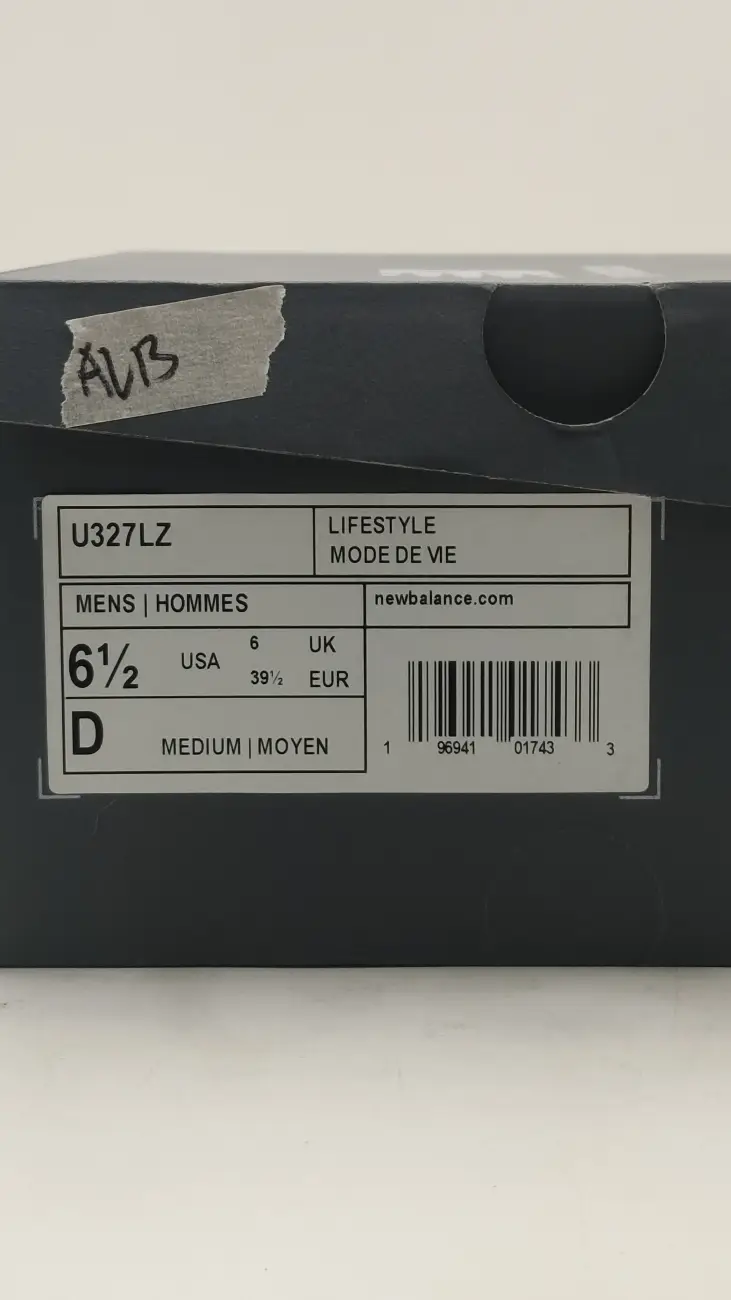 ALB
U327LZ
LIFESTYLE
MODE DE VIE
MENS | HOMMES
newbalance.com
6½ USA 6 UK
39½ EUR
D MEDIUM | MOYEN
1 96941 01743 3